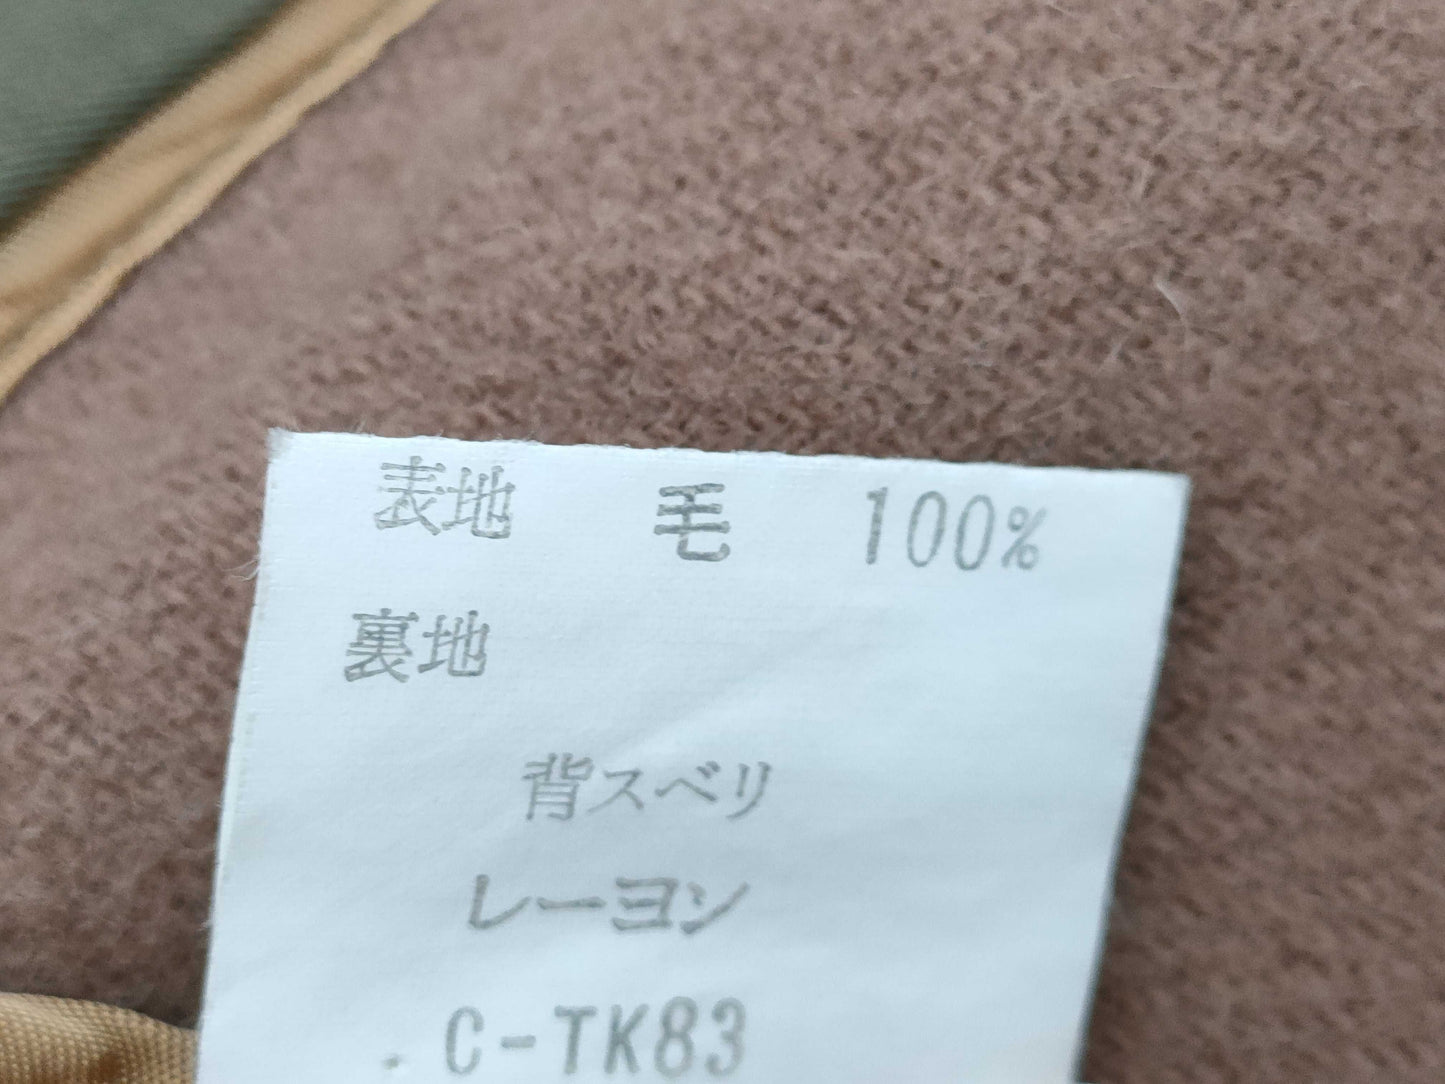 表地 毛 100%
裏地
背スベリ
レーヨン
C-TK83